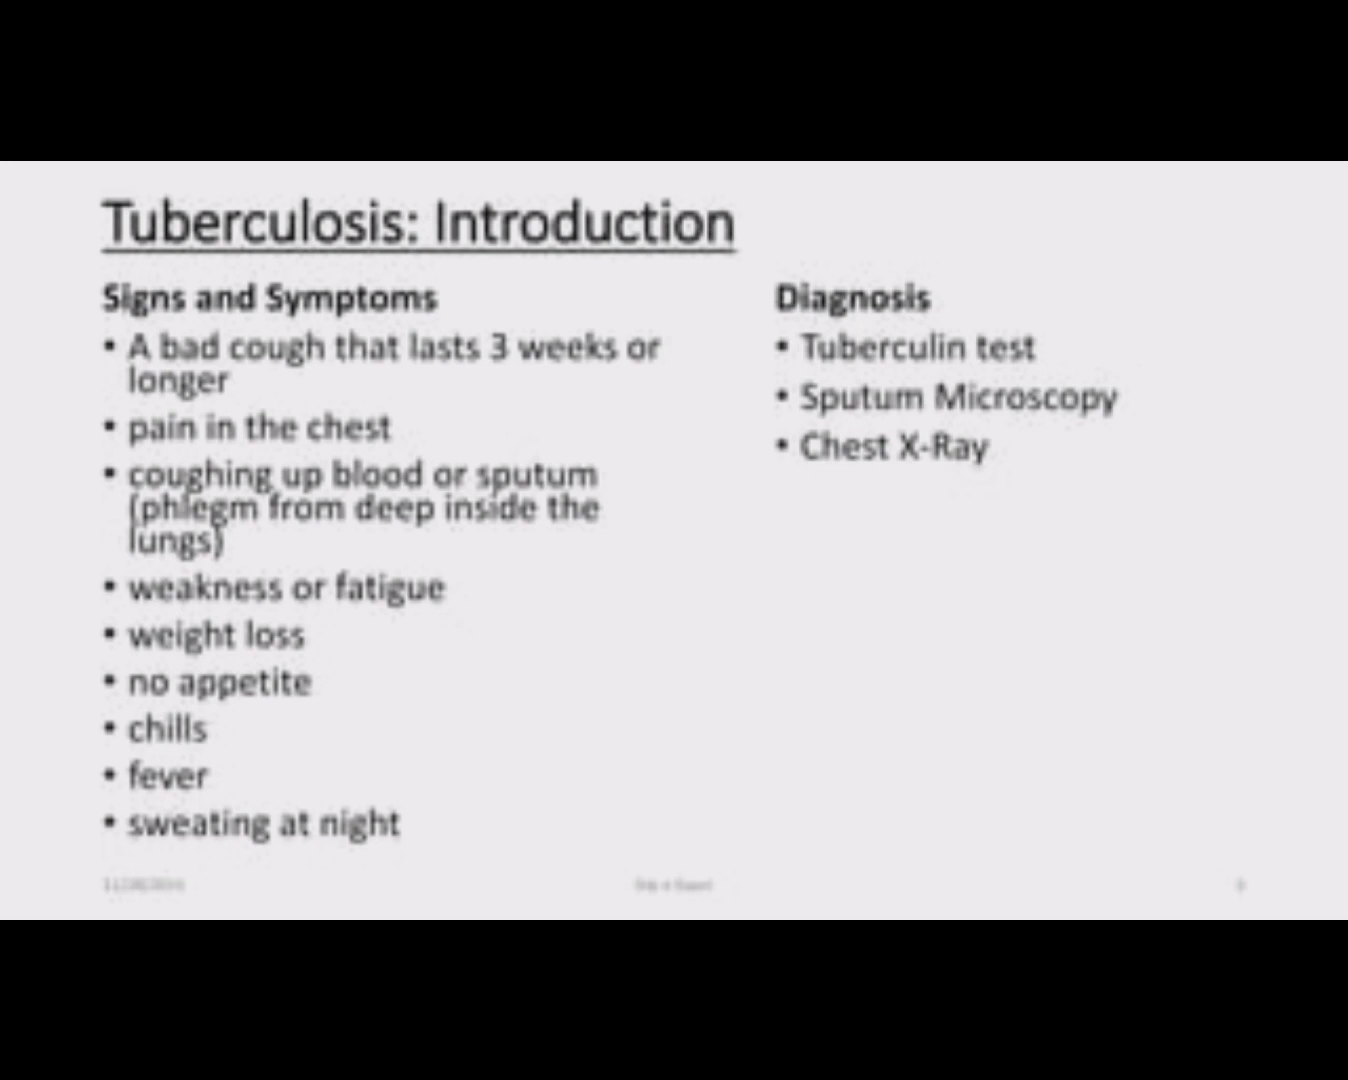 Tuberculosis: Introduction
Signs and Symptoms
• A bad cough that lasts 3 weeks or
longer
• pain in the chest
• coughing up blood or sputum
(phlegm from deep inside the
lungs)
• weakness or fatigue
• weight loss
• no appetite
• chills
• fever
• sweating at night
Diagnosis
• Tuberculin test
• Sputum Microscopy
• Chest X-Ray